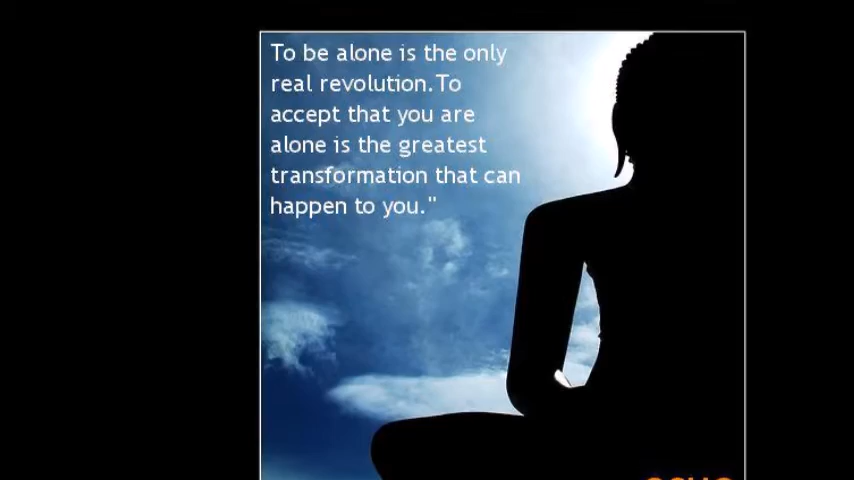 To be alone is the only
real revolution.To
accept that you are
alone is the greatest
transformation that can
happen to you."